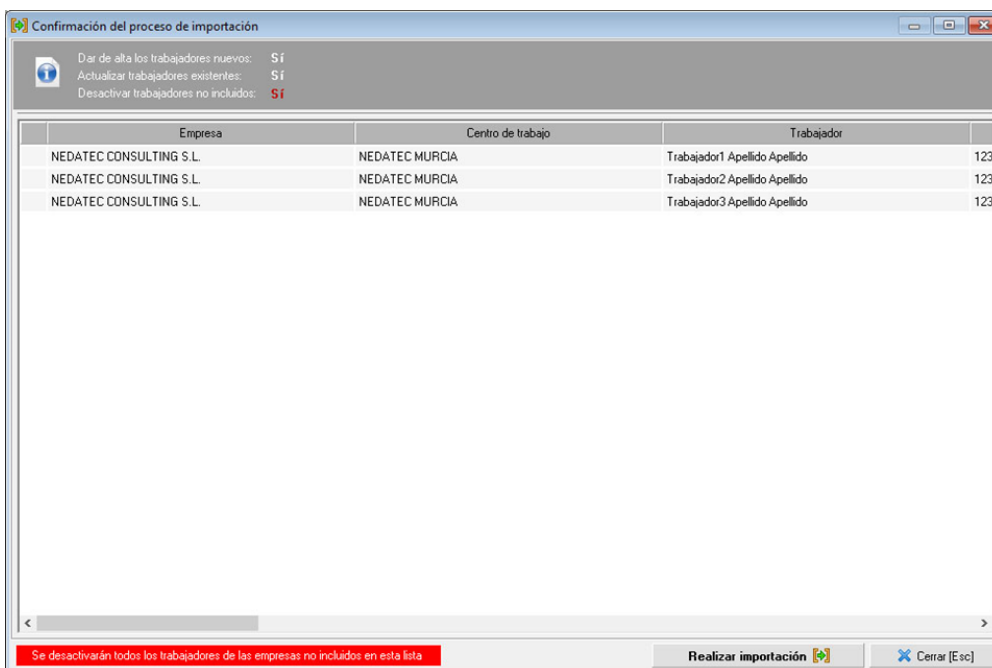 Confirmación del proceso de importación
Dar de alta los trabajadores nuevos: Sí
Actualizar trabajadores existentes: Sí
Desactivar trabajadores no incluidos: Sí
Empresa Centro de trabajo Trabajador
NEDATEC CONSULTING S.L. NEDATEC MURCIA Trabajador1 Apellido Apellido 123
NEDATEC CONSULTING S.L. NEDATEC MURCIA Trabajador2 Apellido Apellido 123
NEDATEC CONSULTING S.L. NEDATEC MURCIA Trabajador3 Apellido Apellido 123
Se desactivarán todos los trabajadores de las empresas no incluidos en esta lista Realizar importación Cerrar [Esc]